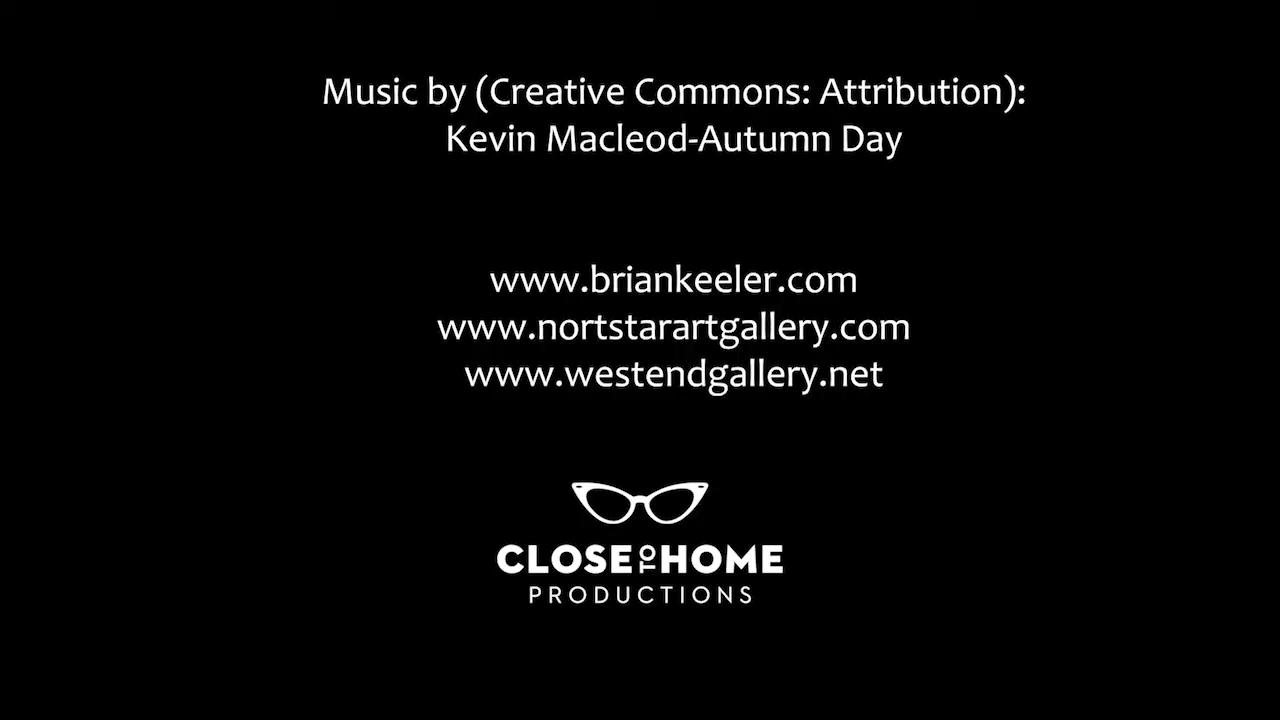 Music by (Creative Commons: Attribution):
Kevin Macleod-Autumn Day
www.briankeeler.com
www.nortstarartgallery.com
www.westendgallery.net
CLOSE TO HOME
PRODUCTIONS